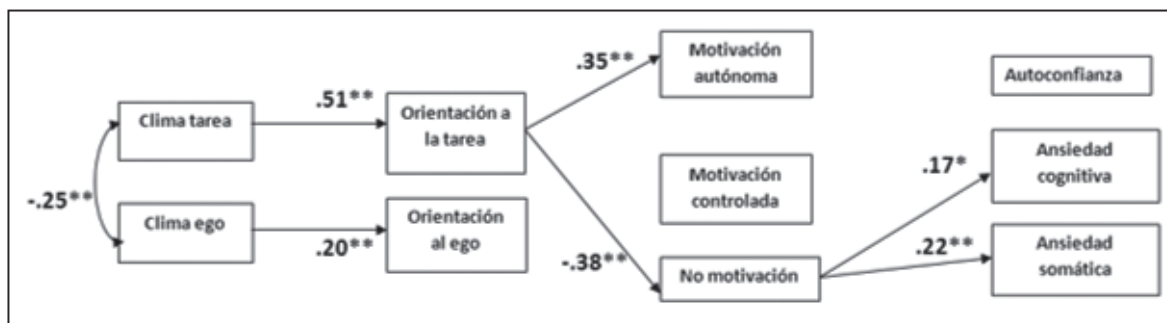 Clima tarea
Clima ego
-.25**
.51**
.20**
Orientación a
la tarea
Orientación
al ego
.35**
-.38**
Motivación
autónoma
Motivación
controlada
No motivación
.17*
.22**
Autoconfianza
Ansiedad
cognitiva
Ansiedad
somática